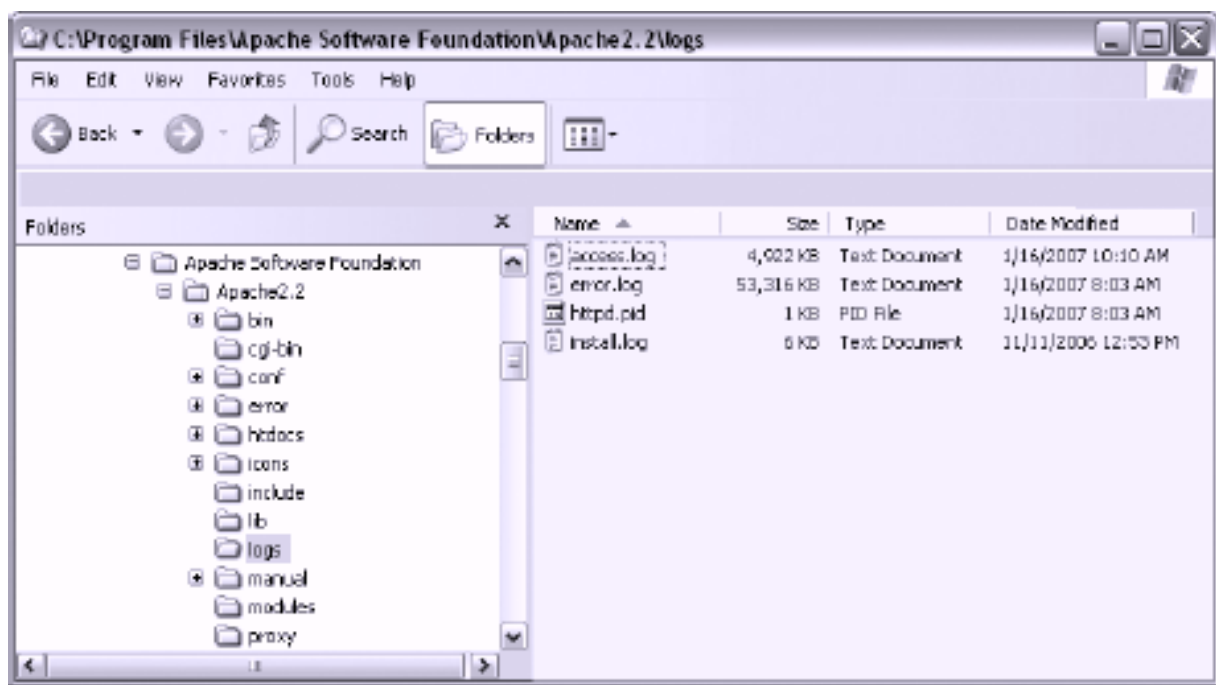 C:\Program Files\Apache Software Foundation\Apache2.2\logs
File Edit View Favorites Tools Help
Back Search Folders
Folders
Apache Software Foundation
Apache2.2
bin
cgi-bin
conf
error
htdocs
icons
include
lib
logs
manual
modules
proxy
Name Size Type Date Modified
access.log 4,922 KB Text Document 1/16/2007 10:10 AM
error.log 53,316 KB Text Document 1/16/2007 8:03 AM
httpd.pid 1 KB PID File 1/16/2007 8:03 AM
install.log 6 KB Text Document 11/11/2006 12:53 PM